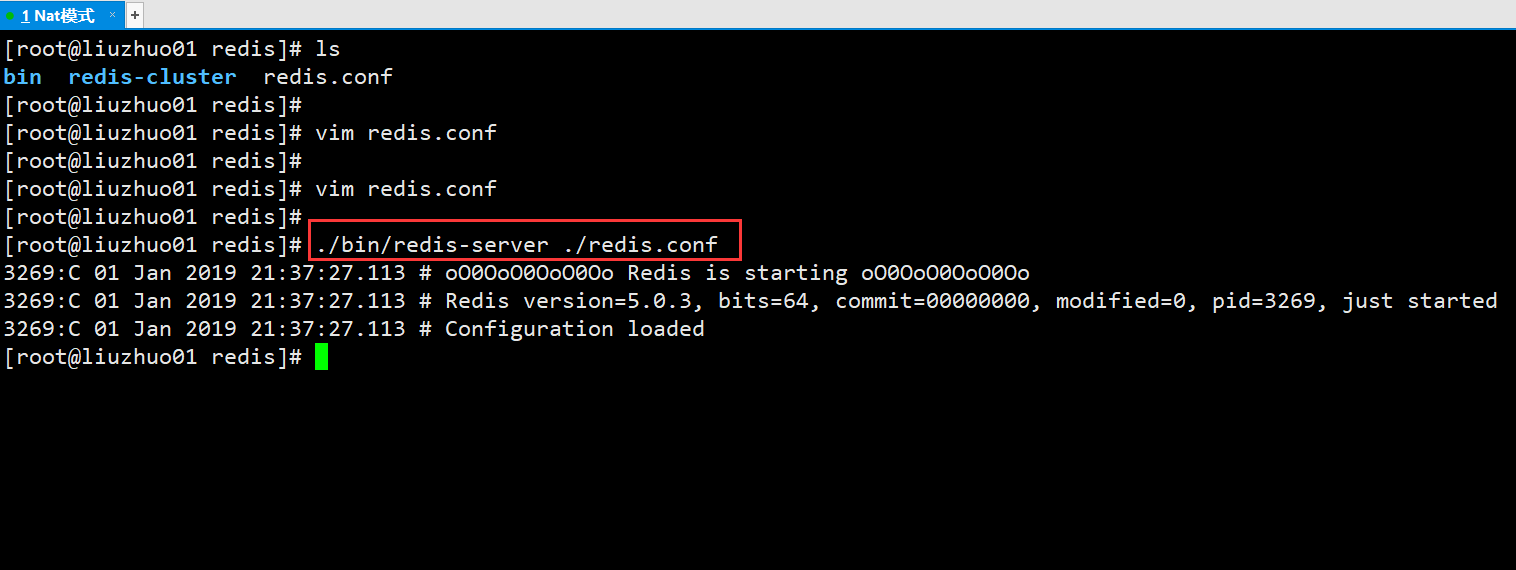 1 Nat模式 × +
[root@liuzhuo01 redis]# ls
bin  redis-cluster  redis.conf
[root@liuzhuo01 redis]#
[root@liuzhuo01 redis]# vim redis.conf
[root@liuzhuo01 redis]#
[root@liuzhuo01 redis]# vim redis.conf
[root@liuzhuo01 redis]#
[root@liuzhuo01 redis]# ./bin/redis-server ./redis.conf
3269:C 01 Jan 2019 21:37:27.113 # oO0OoO0OoO0Oo Redis is starting oO0OoO0OoO0Oo
3269:C 01 Jan 2019 21:37:27.113 # Redis version=5.0.3, bits=64, commit=00000000, modified=0, pid=3269, just started
3269:C 01 Jan 2019 21:37:27.113 # Configuration loaded
[root@liuzhuo01 redis]#